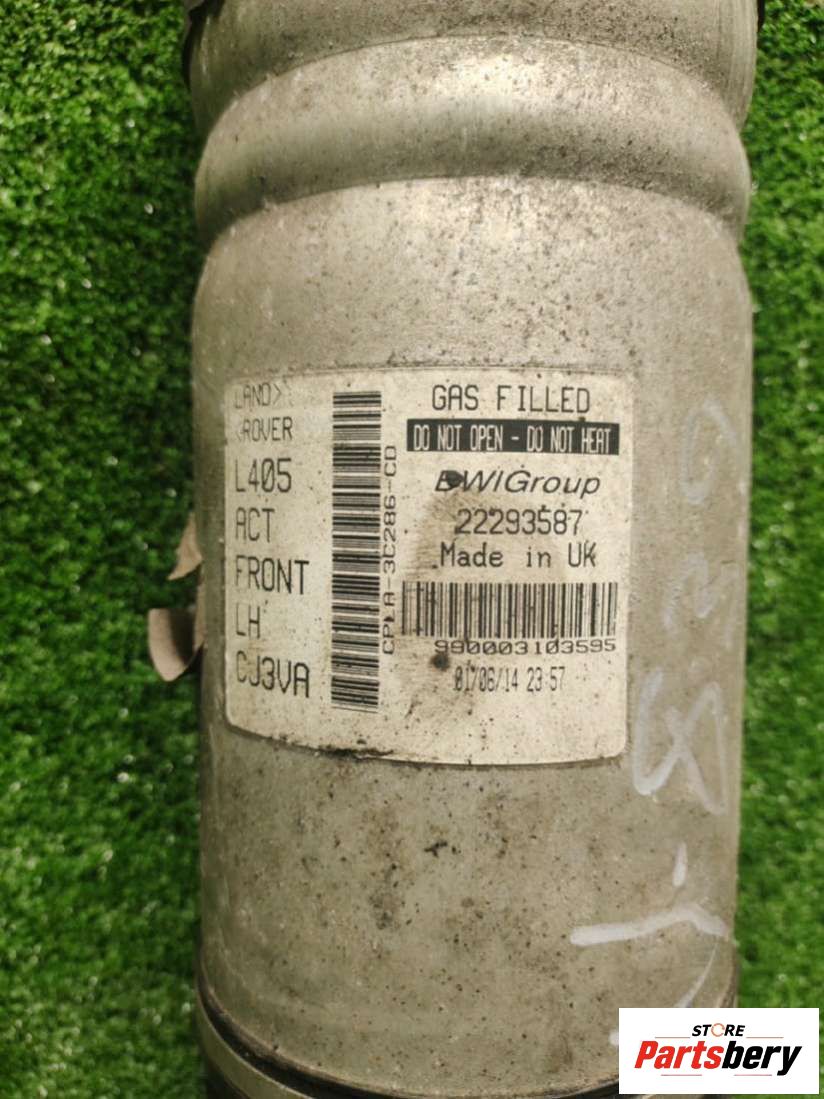 LAND
ROVER
L405
ACT
FRONT
LH
CJ3VA
CPLA-3C286-CD
GAS FILLED
DO NOT OPEN - DO NOT HEAT
BWIGroup
22293587
Made in UK
990003103595
01/06/14 23:57
STORE
Partsbery